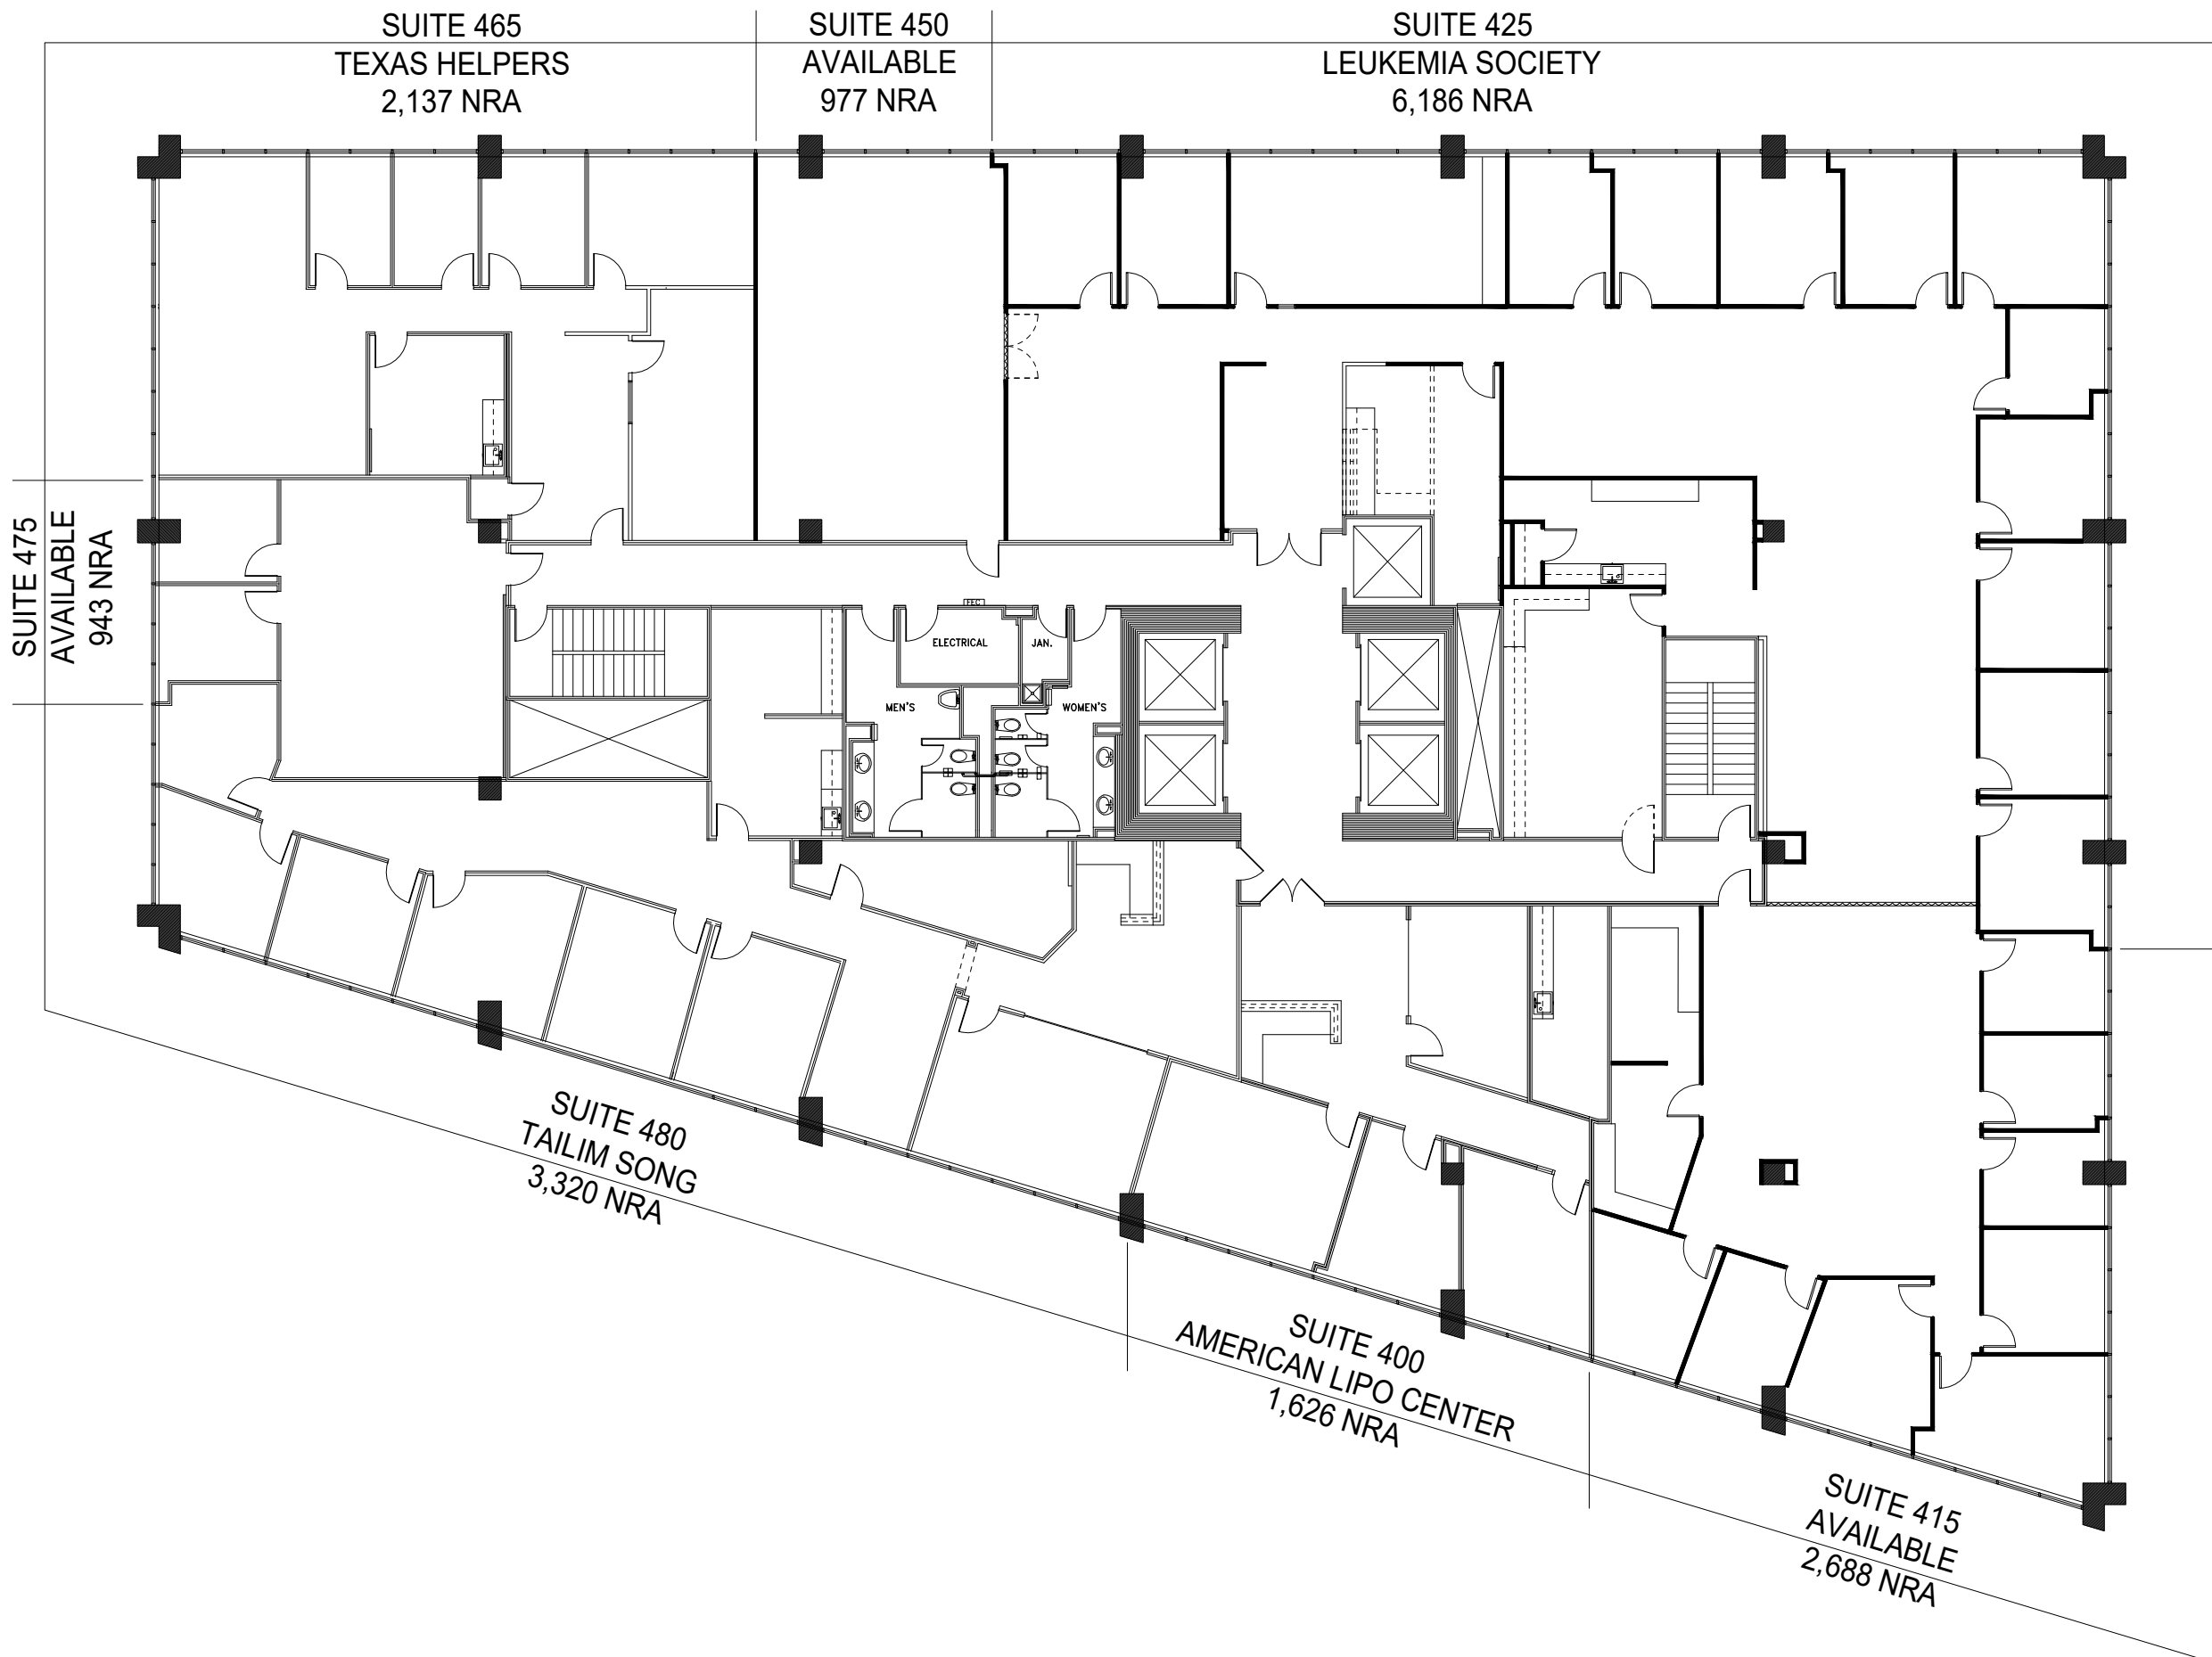 SUITE 465
TEXAS HELPERS
2,137 NRA
SUITE 450
AVAILABLE
977 NRA
SUITE 425
LEUKEMIA SOCIETY
6,186 NRA
SUITE 475
AVAILABLE
943 NRA
FEC
ELECTRICAL
JAN.
MEN'S
WOMEN'S
SUITE 480
TAILIM SONG
3,320 NRA
SUITE 400
AMERICAN LIPO CENTER
1,626 NRA
SUITE 415
AVAILABLE
2,688 NRA